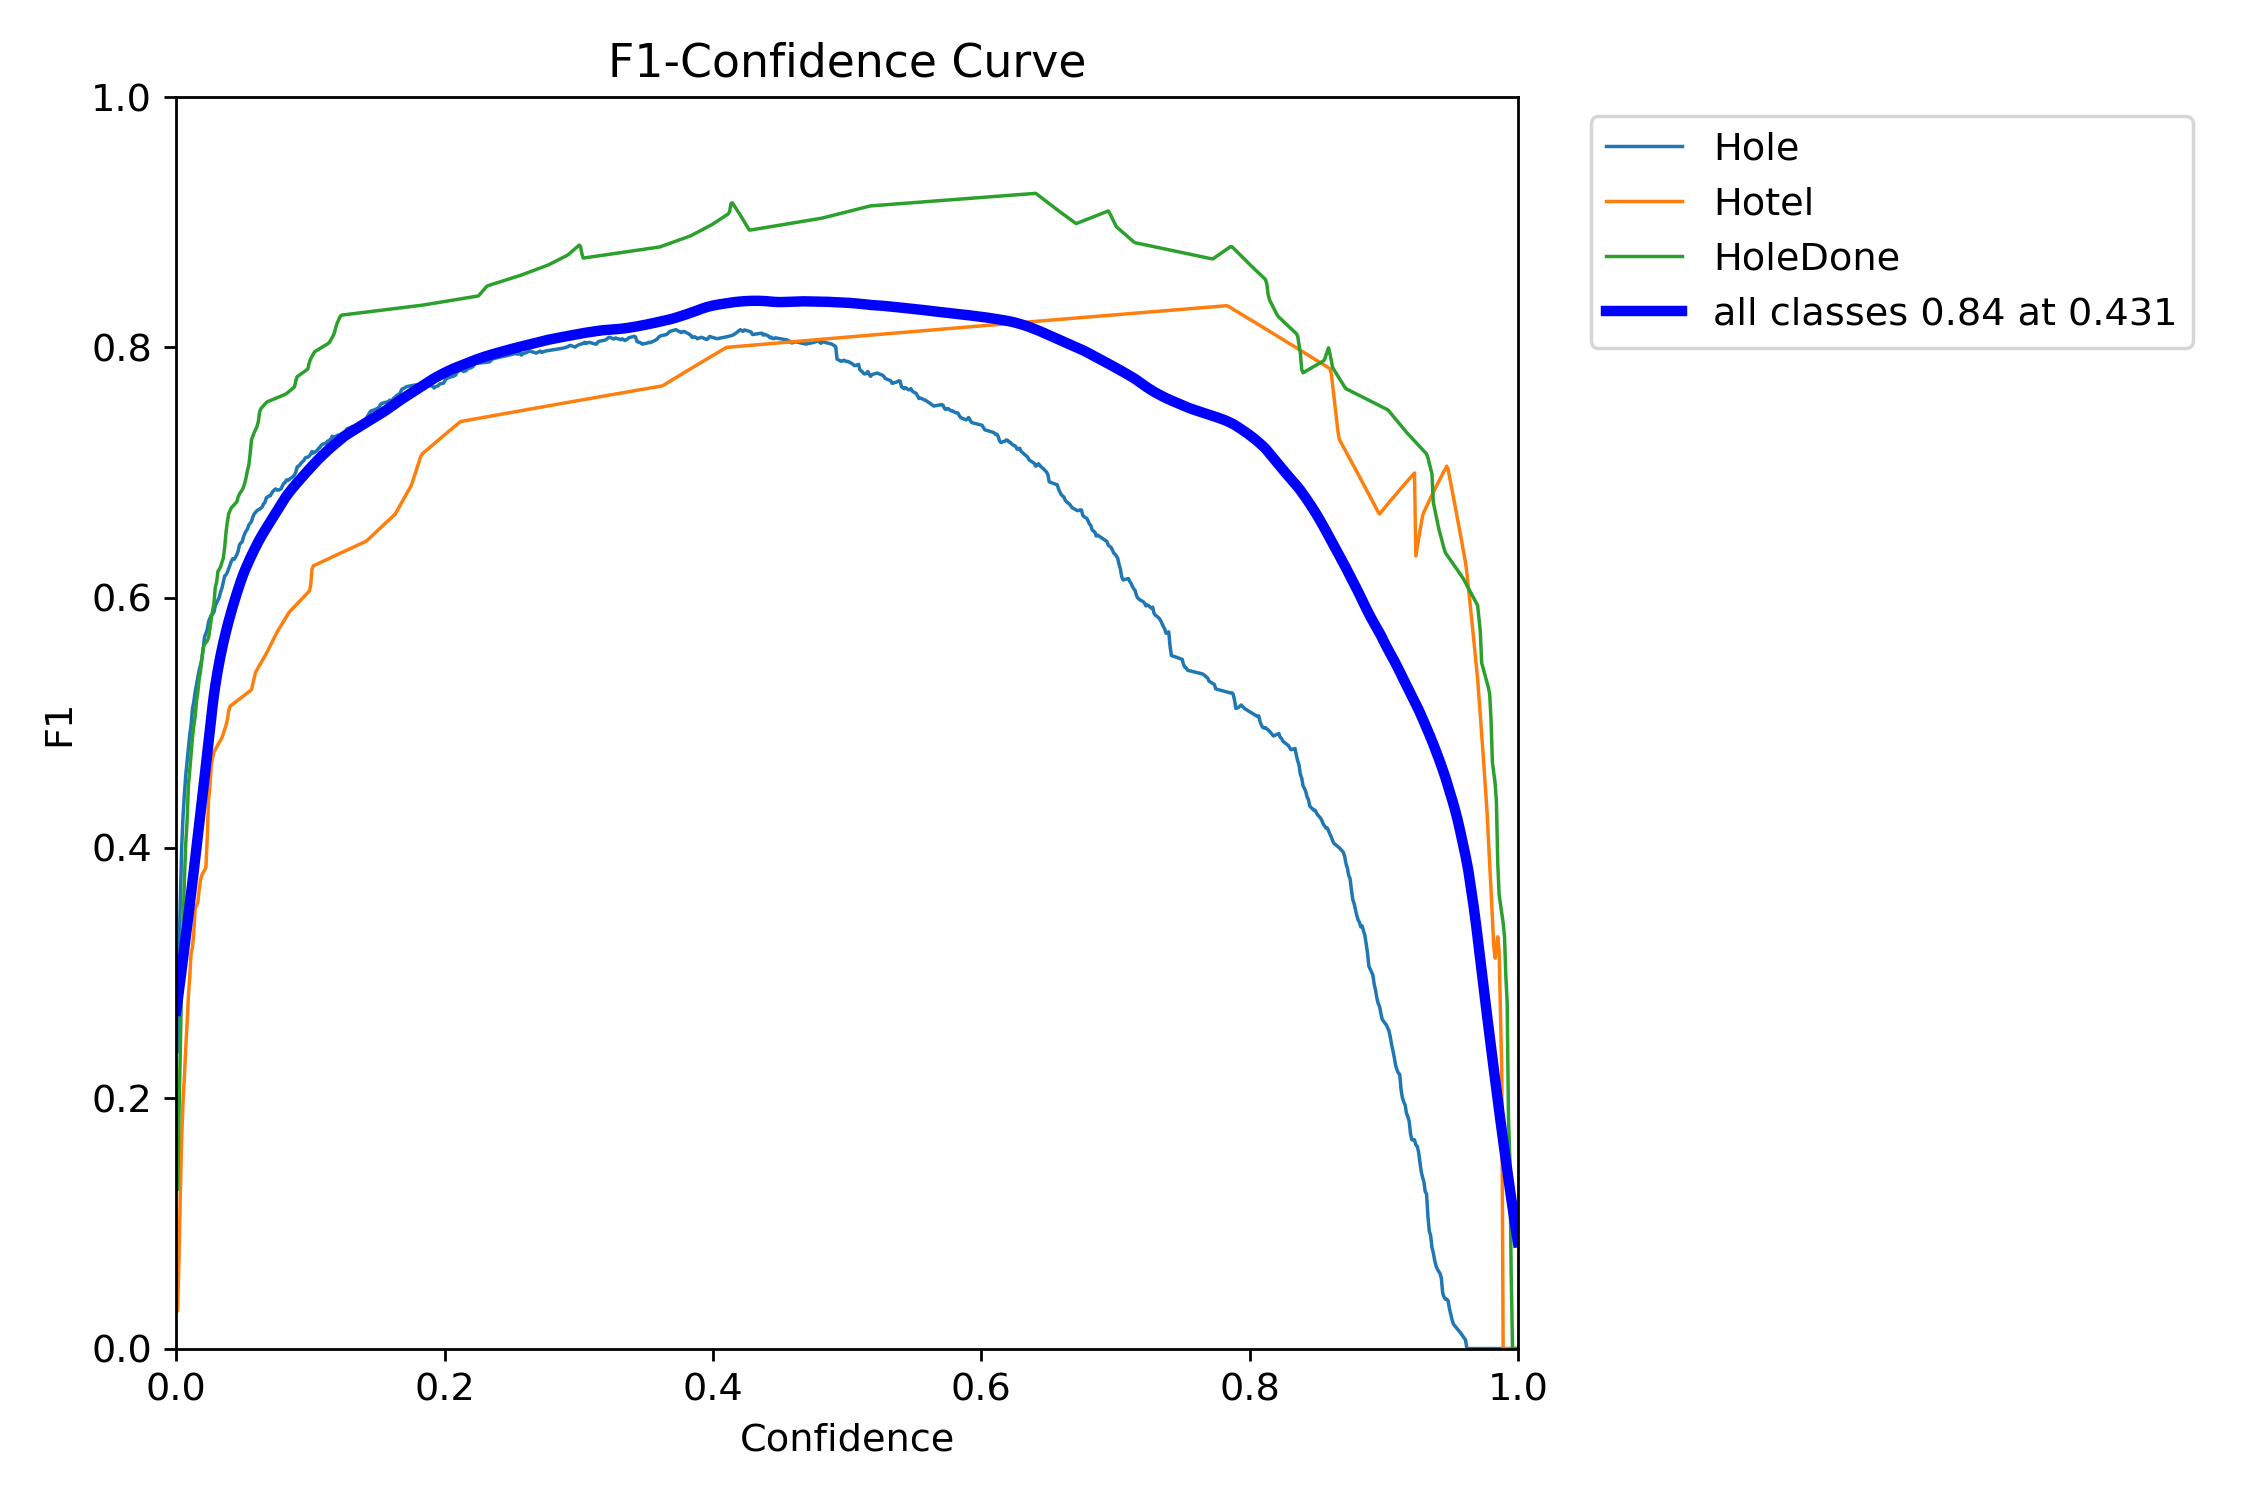 F1-Confidence Curve
1.0
0.8
0.6
0.4
0.2
0.0
F1
0.0 0.2 0.4 0.6 0.8 1.0
Confidence
Hole
Hotel
HoleDone
all classes 0.84 at 0.431